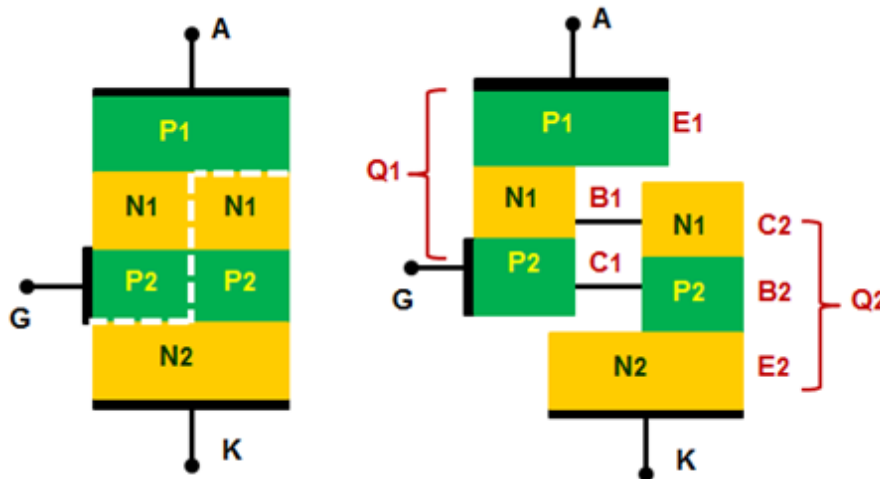 A
P1
N1 N1
P2 P2
G
N2
K
A
P1 E1
Q1
N1 B1 N1 C2
P2 C1 P2 B2
G
Q2
N2 E2
K